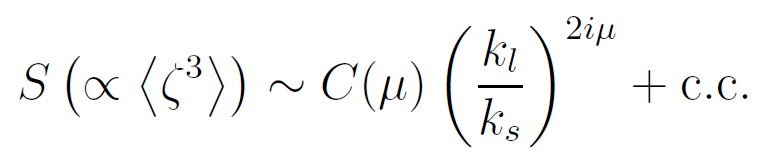 S (∝ ⟨ζ³⟩) ∼ C(μ) (k_l / k_s)^{2iμ} + c.c.